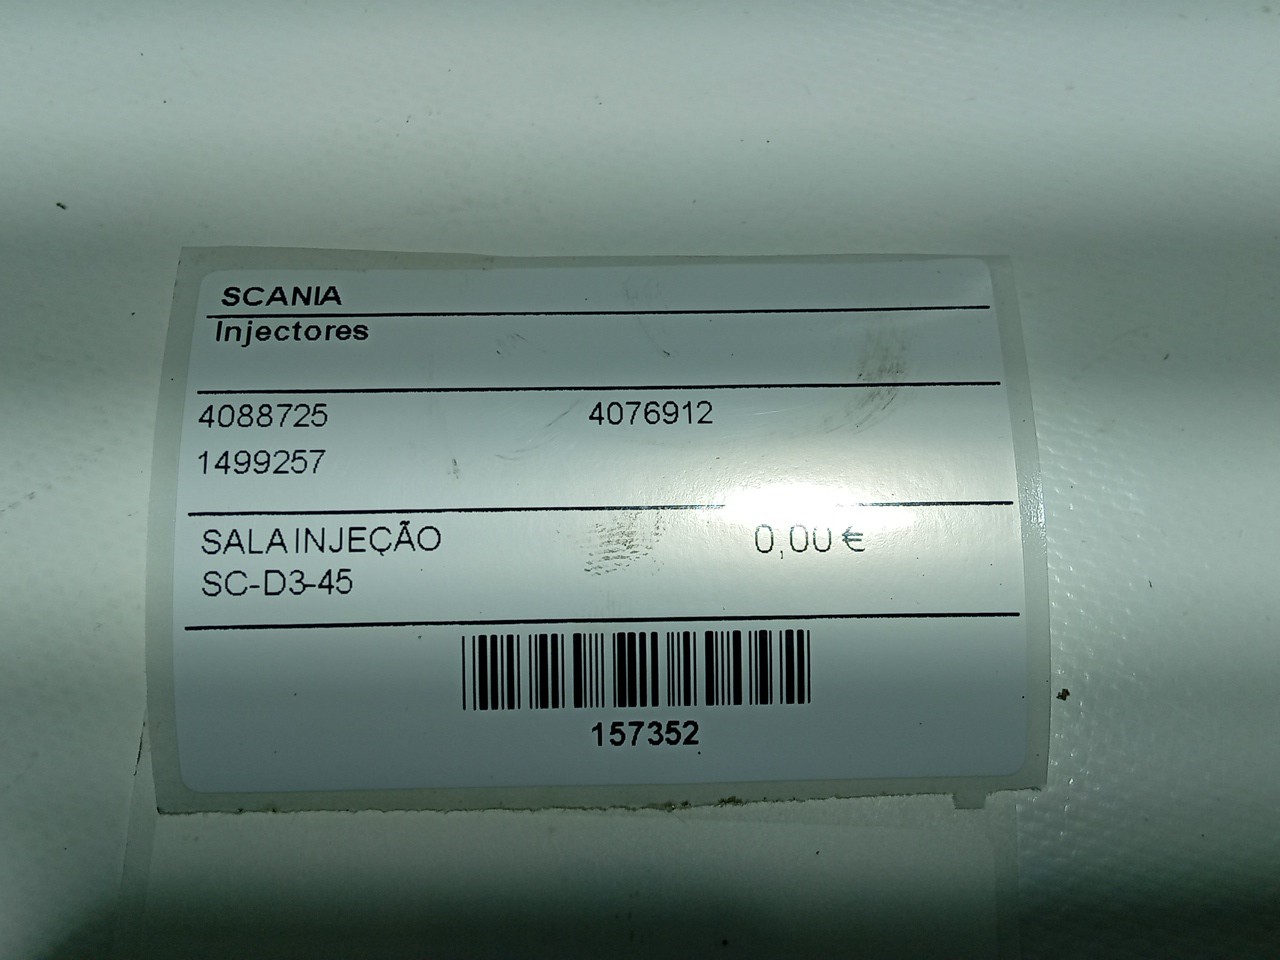 SCANIA
Injectores
4088725 4076912
1499257
SALA INJEÇÃO 0,00 €
SC-D3-45
157352